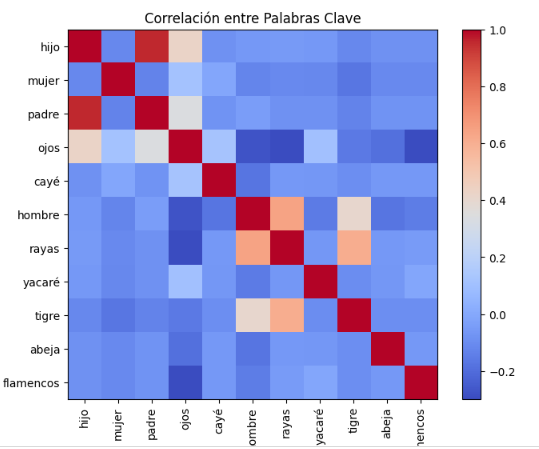 Correlación entre Palabras Clave
hijo
mujer
padre
ojos
cayé
hombre
rayas
yacaré
tigre
abeja
flamencos
hijo
mujer
padre
ojos
cayé
ombre
rayas
yacaré
tigre
abeja
nencos
1.0
0.8
0.6
0.4
0.2
0.0
−0.2